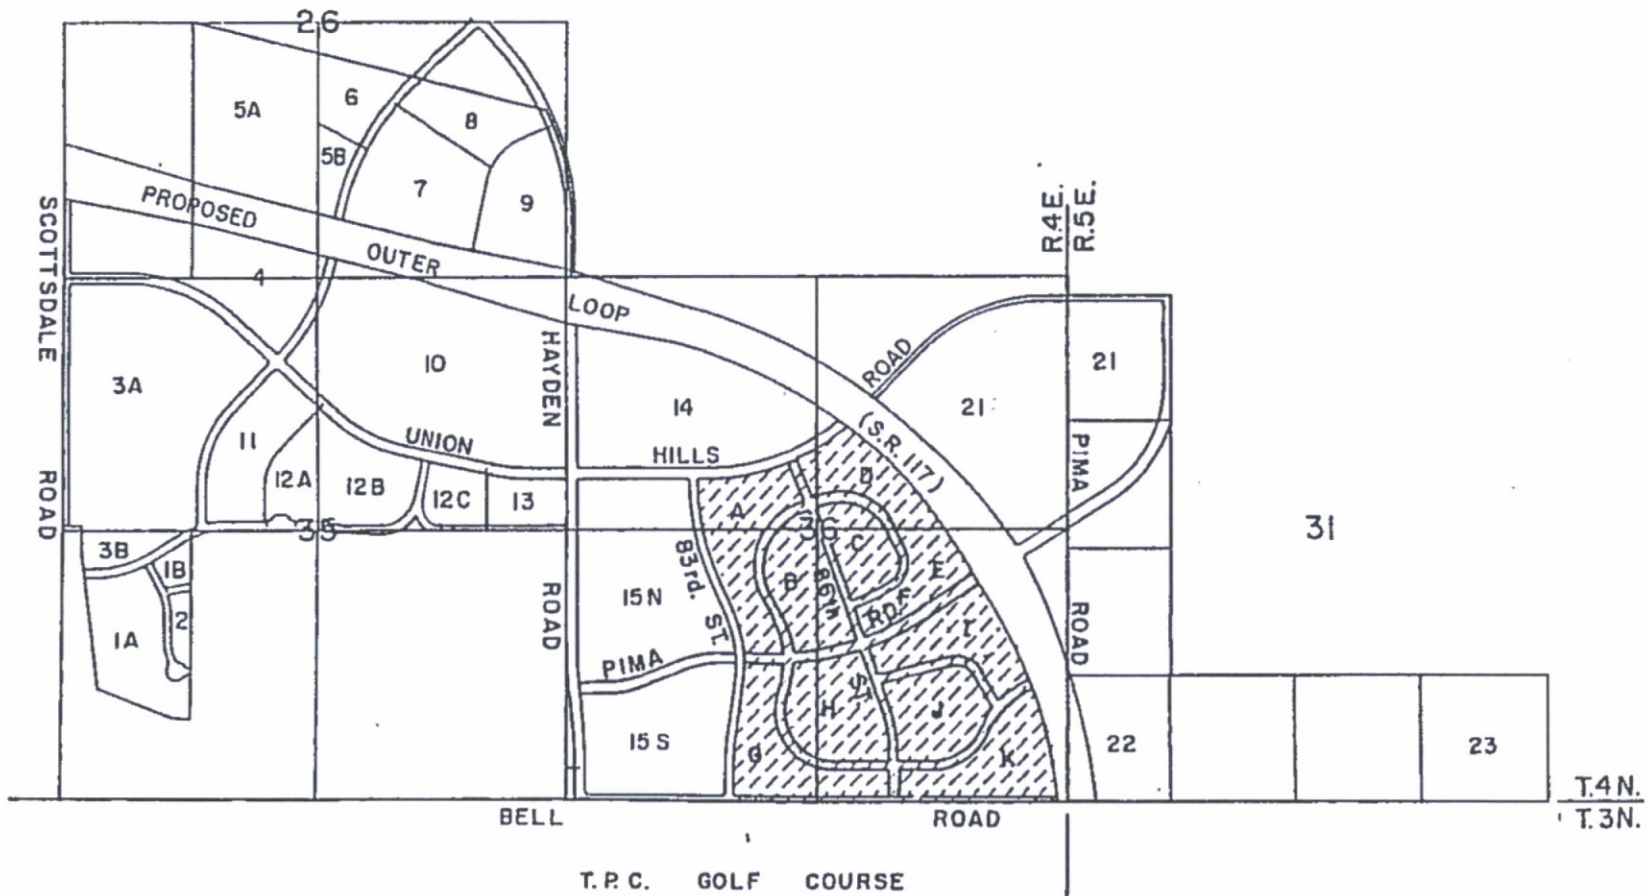 26
5A
6
8
5B
7
9
PROPOSED
OUTER
LOOP
SCOTTSDALE
ROAD
4
R.4E.
R.5E.
HAYDEN
ROAD
10
3A
11
12A
12B
12C
13
14
UNION
HILLS
ROAD
(S.R. 117)
21
21
PIMA
ROAD
31
35
36
3B
1B
1A
2
15N
15S
83rd. ST.
PIMA
RD.
86TH
ST.
A
B
C
D
E
F
G
H
I
J
K
22
23
T.4N.
T.3N.
BELL
ROAD
T.P.C. GOLF COURSE